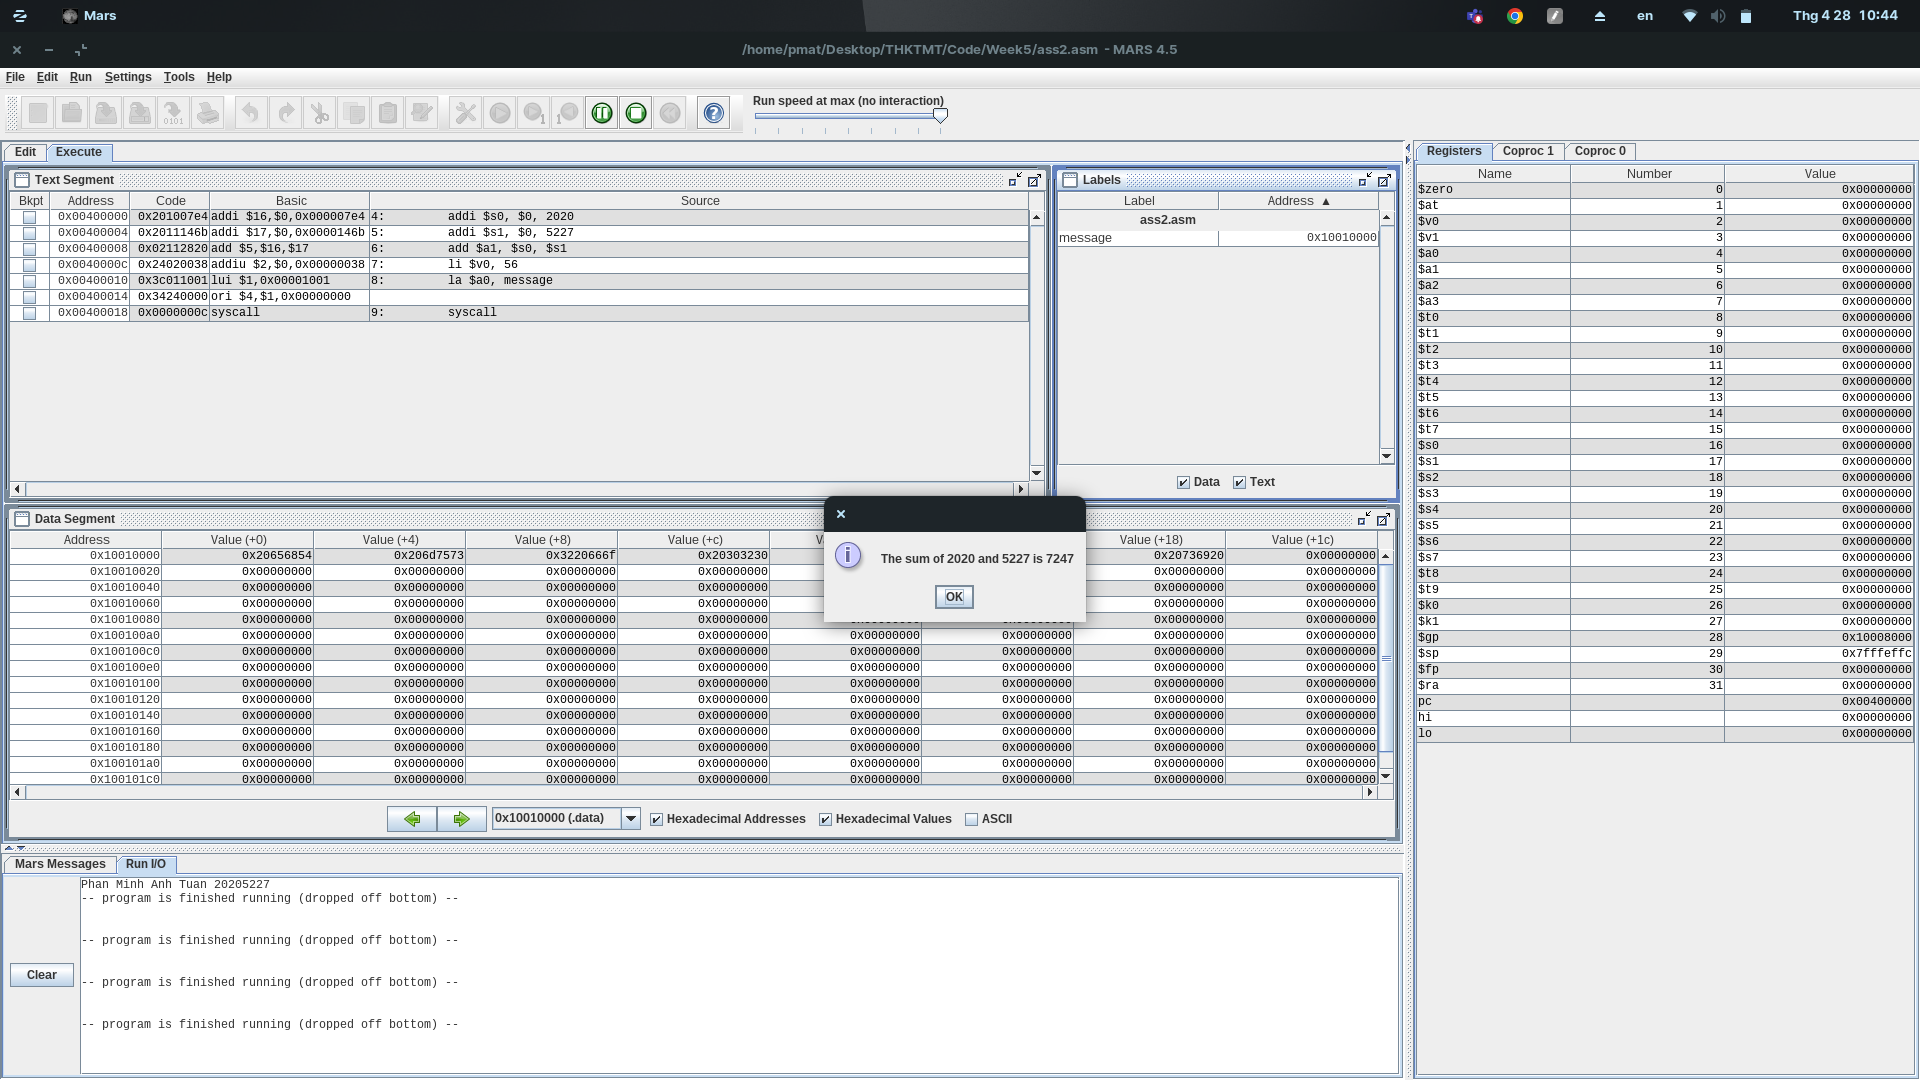 Mars
en
Thg 4 28 10:44
/home/pmat/Desktop/THKTMT/Code/Week5/ass2.asm - MARS 4.5
File Edit Run Settings Tools Help
Run speed at max (no interaction)
Edit Execute
Text Segment
Bkpt Address Code Basic Source
0x00400000 0x201007e4 addi $16,$0,0x000007e4 4: addi $s0, $0, 2020
0x00400004 0x2011146b addi $17,$0,0x0000146b 5: addi $s1, $0, 5227
0x00400008 0x02112820 add $5,$16,$17 6: add $a1, $s0, $s1
0x0040000c 0x24020038 addiu $2,$0,0x00000038 7: li $v0, 56
0x00400010 0x3c011001 lui $1,0x00001001 8: la $a0, message
0x00400014 0x34240000 ori $4,$1,0x00000000
0x00400018 0x0000000c syscall 9: syscall
Labels
Label Address ▲
ass2.asm
message 0x10010000
Data Text
Data Segment
Address Value (+0) Value (+4) Value (+8) Value (+c) Value (+18) Value (+1c)
0x10010000 0x20656854 0x206d7573 0x3220666f 0x20303230 0x20736920 0x00000000
0x10010020 0x00000000 0x00000000 0x00000000 0x00000000 0x00000000 0x00000000
0x10010040 0x00000000 0x00000000 0x00000000 0x00000000 0x00000000 0x00000000
0x10010060 0x00000000 0x00000000 0x00000000 0x00000000 0x00000000 0x00000000
0x10010080 0x00000000 0x00000000 0x00000000 0x00000000 0x00000000 0x00000000
0x100100a0 0x00000000 0x00000000 0x00000000 0x00000000 0x00000000 0x00000000 0x00000000 0x00000000
0x100100c0 0x00000000 0x00000000 0x00000000 0x00000000 0x00000000 0x00000000 0x00000000 0x00000000
0x100100e0 0x00000000 0x00000000 0x00000000 0x00000000 0x00000000 0x00000000 0x00000000 0x00000000
0x10010100 0x00000000 0x00000000 0x00000000 0x00000000 0x00000000 0x00000000 0x00000000 0x00000000
0x10010120 0x00000000 0x00000000 0x00000000 0x00000000 0x00000000 0x00000000 0x00000000 0x00000000
0x10010140 0x00000000 0x00000000 0x00000000 0x00000000 0x00000000 0x00000000 0x00000000 0x00000000
0x10010160 0x00000000 0x00000000 0x00000000 0x00000000 0x00000000 0x00000000 0x00000000 0x00000000
0x10010180 0x00000000 0x00000000 0x00000000 0x00000000 0x00000000 0x00000000 0x00000000 0x00000000
0x100101a0 0x00000000 0x00000000 0x00000000 0x00000000 0x00000000 0x00000000 0x00000000 0x00000000
0x100101c0 0x00000000 0x00000000 0x00000000 0x00000000 0x00000000 0x00000000 0x00000000 0x00000000
The sum of 2020 and 5227 is 7247
OK
0x10010000 (.data) Hexadecimal Addresses Hexadecimal Values ASCII
Mars Messages Run I/O
Clear
Phan Minh Anh Tuan 20205227
-- program is finished running (dropped off bottom) --
-- program is finished running (dropped off bottom) --
-- program is finished running (dropped off bottom) --
-- program is finished running (dropped off bottom) --
Registers Coproc 1 Coproc 0
Name Number Value
$zero 0 0x00000000
$at 1 0x00000000
$v0 2 0x00000000
$v1 3 0x00000000
$a0 4 0x00000000
$a1 5 0x00000000
$a2 6 0x00000000
$a3 7 0x00000000
$t0 8 0x00000000
$t1 9 0x00000000
$t2 10 0x00000000
$t3 11 0x00000000
$t4 12 0x00000000
$t5 13 0x00000000
$t6 14 0x00000000
$t7 15 0x00000000
$s0 16 0x00000000
$s1 17 0x00000000
$s2 18 0x00000000
$s3 19 0x00000000
$s4 20 0x00000000
$s5 21 0x00000000
$s6 22 0x00000000
$s7 23 0x00000000
$t8 24 0x00000000
$t9 25 0x00000000
$k0 26 0x00000000
$k1 27 0x00000000
$gp 28 0x10008000
$sp 29 0x7fffeffc
$fp 30 0x00000000
$ra 31 0x00000000
pc 0x00400000
hi 0x00000000
lo 0x00000000